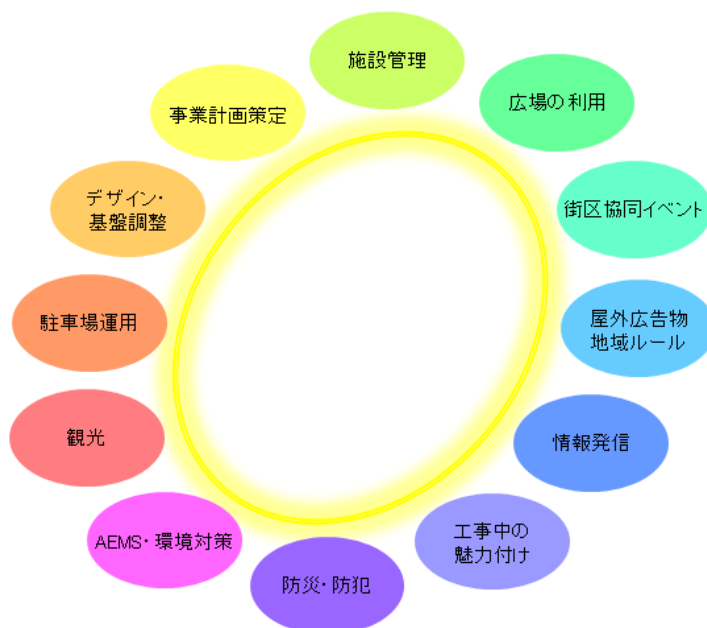 施設管理
広場の利用
街区協同イベント
屋外広告物
地域ルール
情報発信
工事中の
魅力付け
防災・防犯
AEMS・環境対策
観光
駐車場運用
デザイン・
基盤調整
事業計画策定